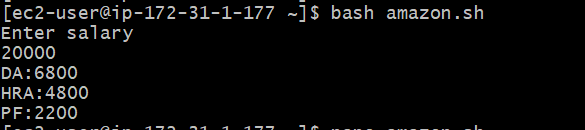 [ec2-user@ip-172-31-1-177 ~]$ bash amazon.sh
Enter salary
20000
DA:6800
HRA:4800
PF:2200